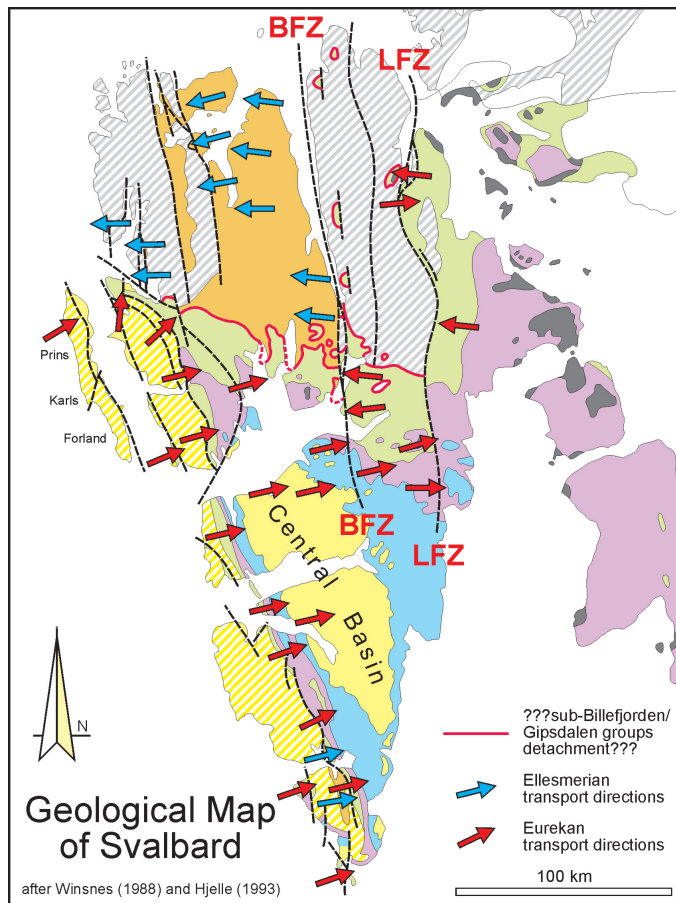 BFZ
LFZ
Prins
Karls
Forland
BFZ
LFZ
Central
Basin
N
???sub-Billefjorden/
Gipsdalen groups
detachment???
Ellesmerian
transport directions
Eurekan
transport directions
Geological Map
of Svalbard
after Winsnes (1988) and Hjelle (1993)
100 km